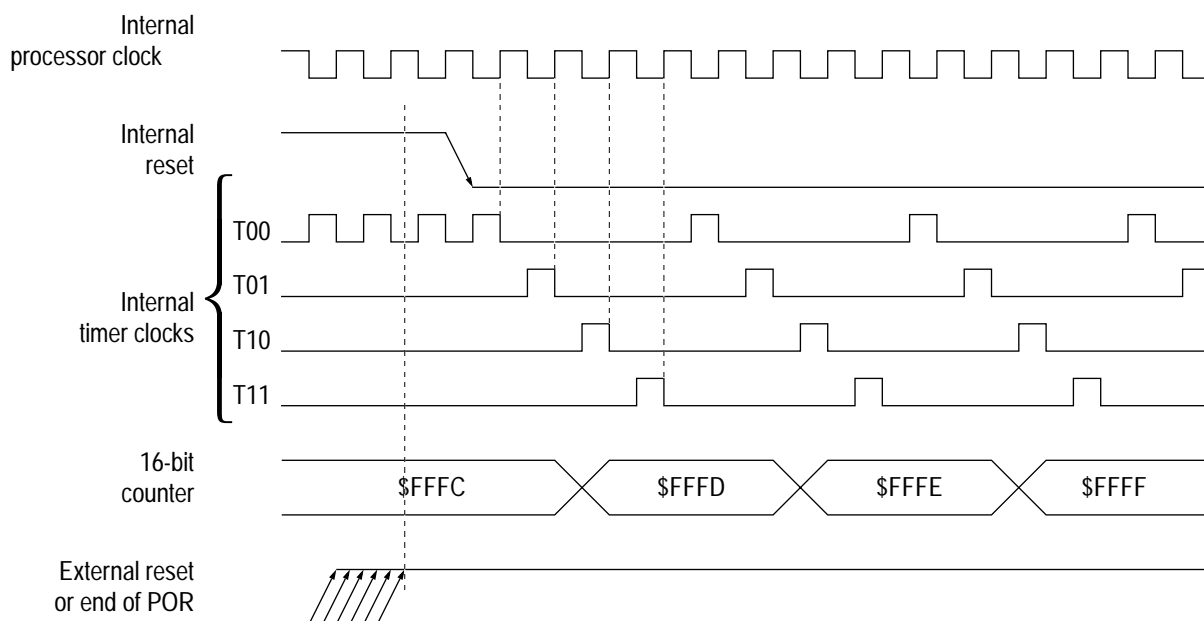 Internal
processor clock
Internal
reset
Internal
timer clocks
T00
T01
T10
T11
16-bit
counter
$FFFC
$FFFD
$FFFE
$FFFF
External reset
or end of POR